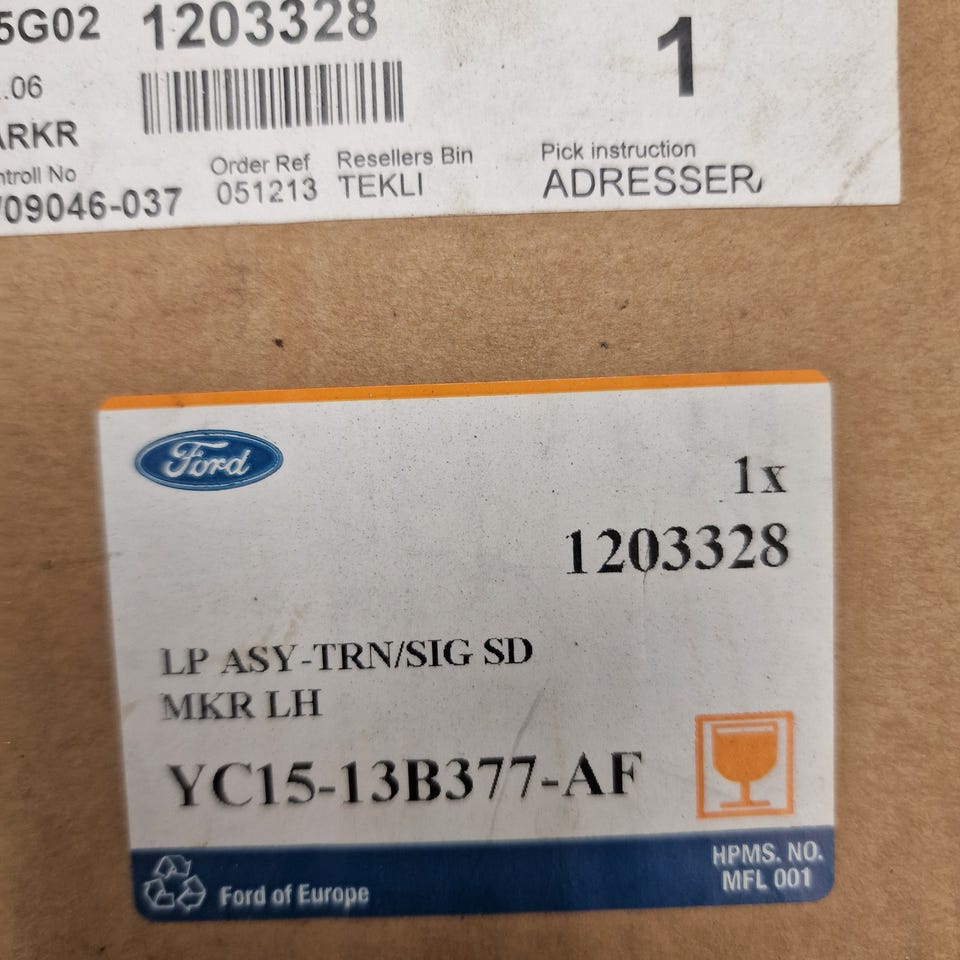 5G02 1203328 1
.06
ARKR
ntroll No Order Ref Resellers Bin Pick instruction
09046-037 051213 TEKLI ADRESSER
Ford
1x
1203328
LP ASY-TRN/SIG SD
MKR LH
YC15-13B377-AF
HPMS. NO.
Ford of Europe MFL 001